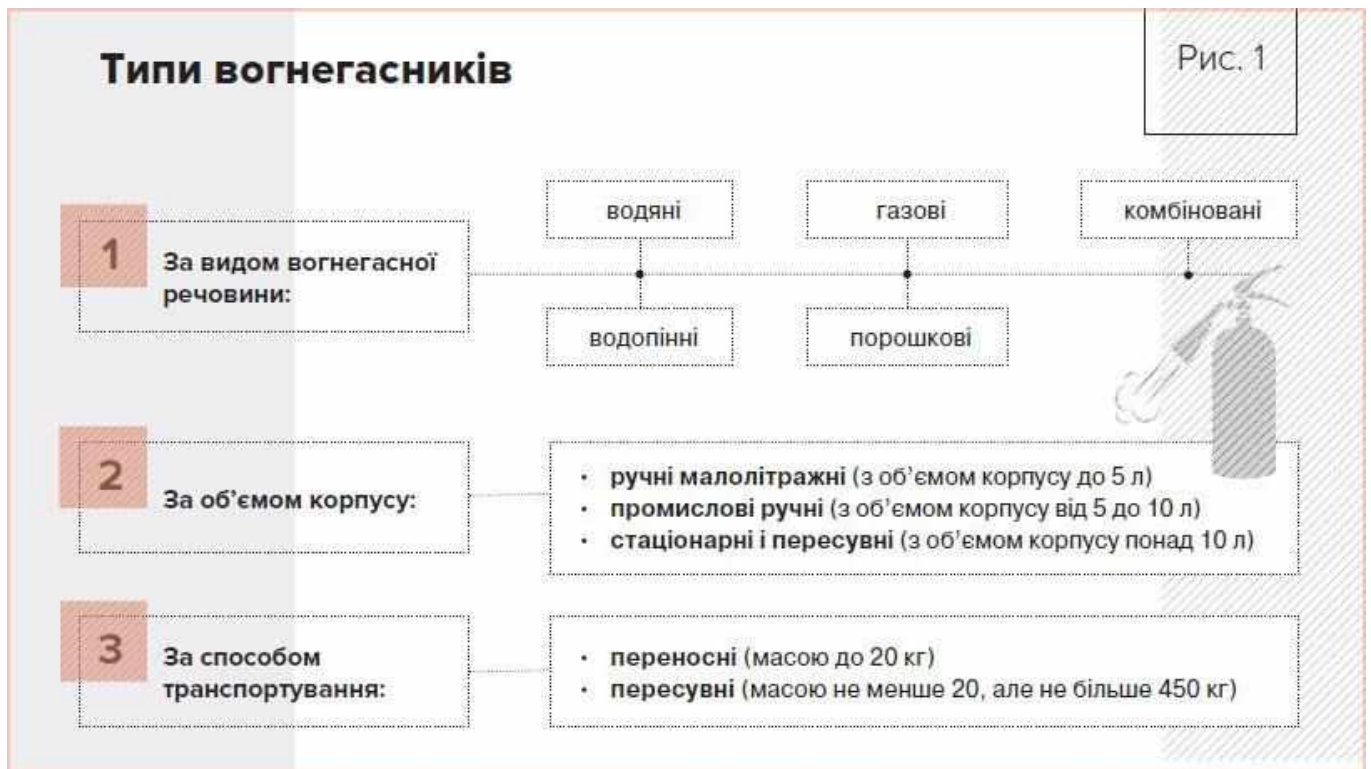 Типи вогнегасників
Рис. 1
1
За видом вогнегасної
речовини:
водяні
газові
комбіновані
водопінні
порошкові
2
За об’ємом корпусу:
• ручні малолітражні (з об’ємом корпусу до 5 л)
• промислові ручні (з об’ємом корпусу від 5 до 10 л)
• стаціонарні і пересувні (з об’ємом корпусу понад 10 л)
3
За способом
транспортування:
• переносні (масою до 20 кг)
• пересувні (масою не менше 20, але не більше 450 кг)